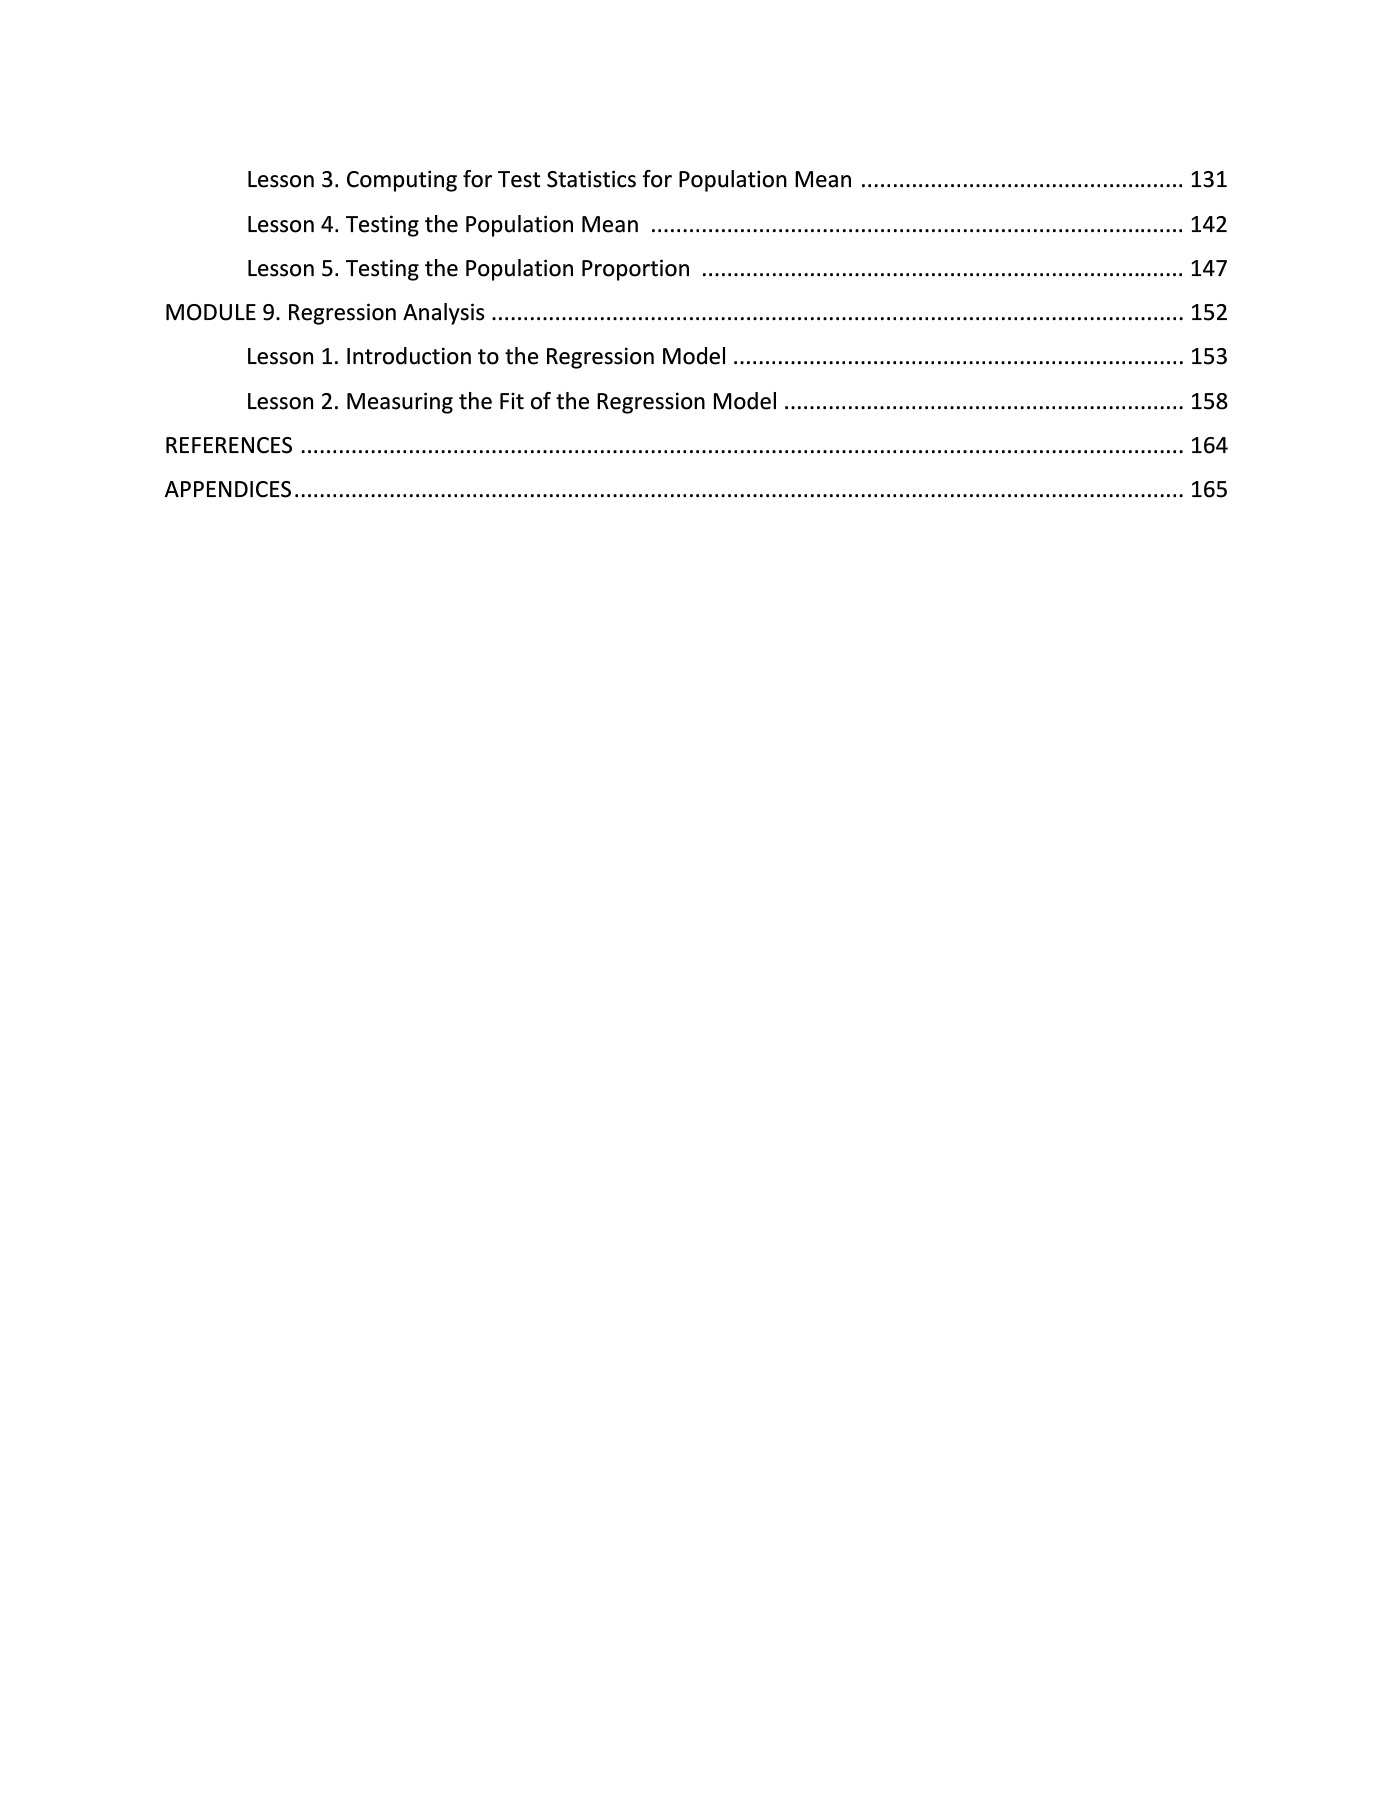 Lesson 3. Computing for Test Statistics for Population Mean ................................................... 131
Lesson 4. Testing the Population Mean .................................................................................... 142
Lesson 5. Testing the Population Proportion ............................................................................ 147
MODULE 9. Regression Analysis ............................................................................................................. 152
Lesson 1. Introduction to the Regression Model ....................................................................... 153
Lesson 2. Measuring the Fit of the Regression Model ............................................................... 158
REFERENCES ........................................................................................................................................... 164
APPENDICES............................................................................................................................................ 165